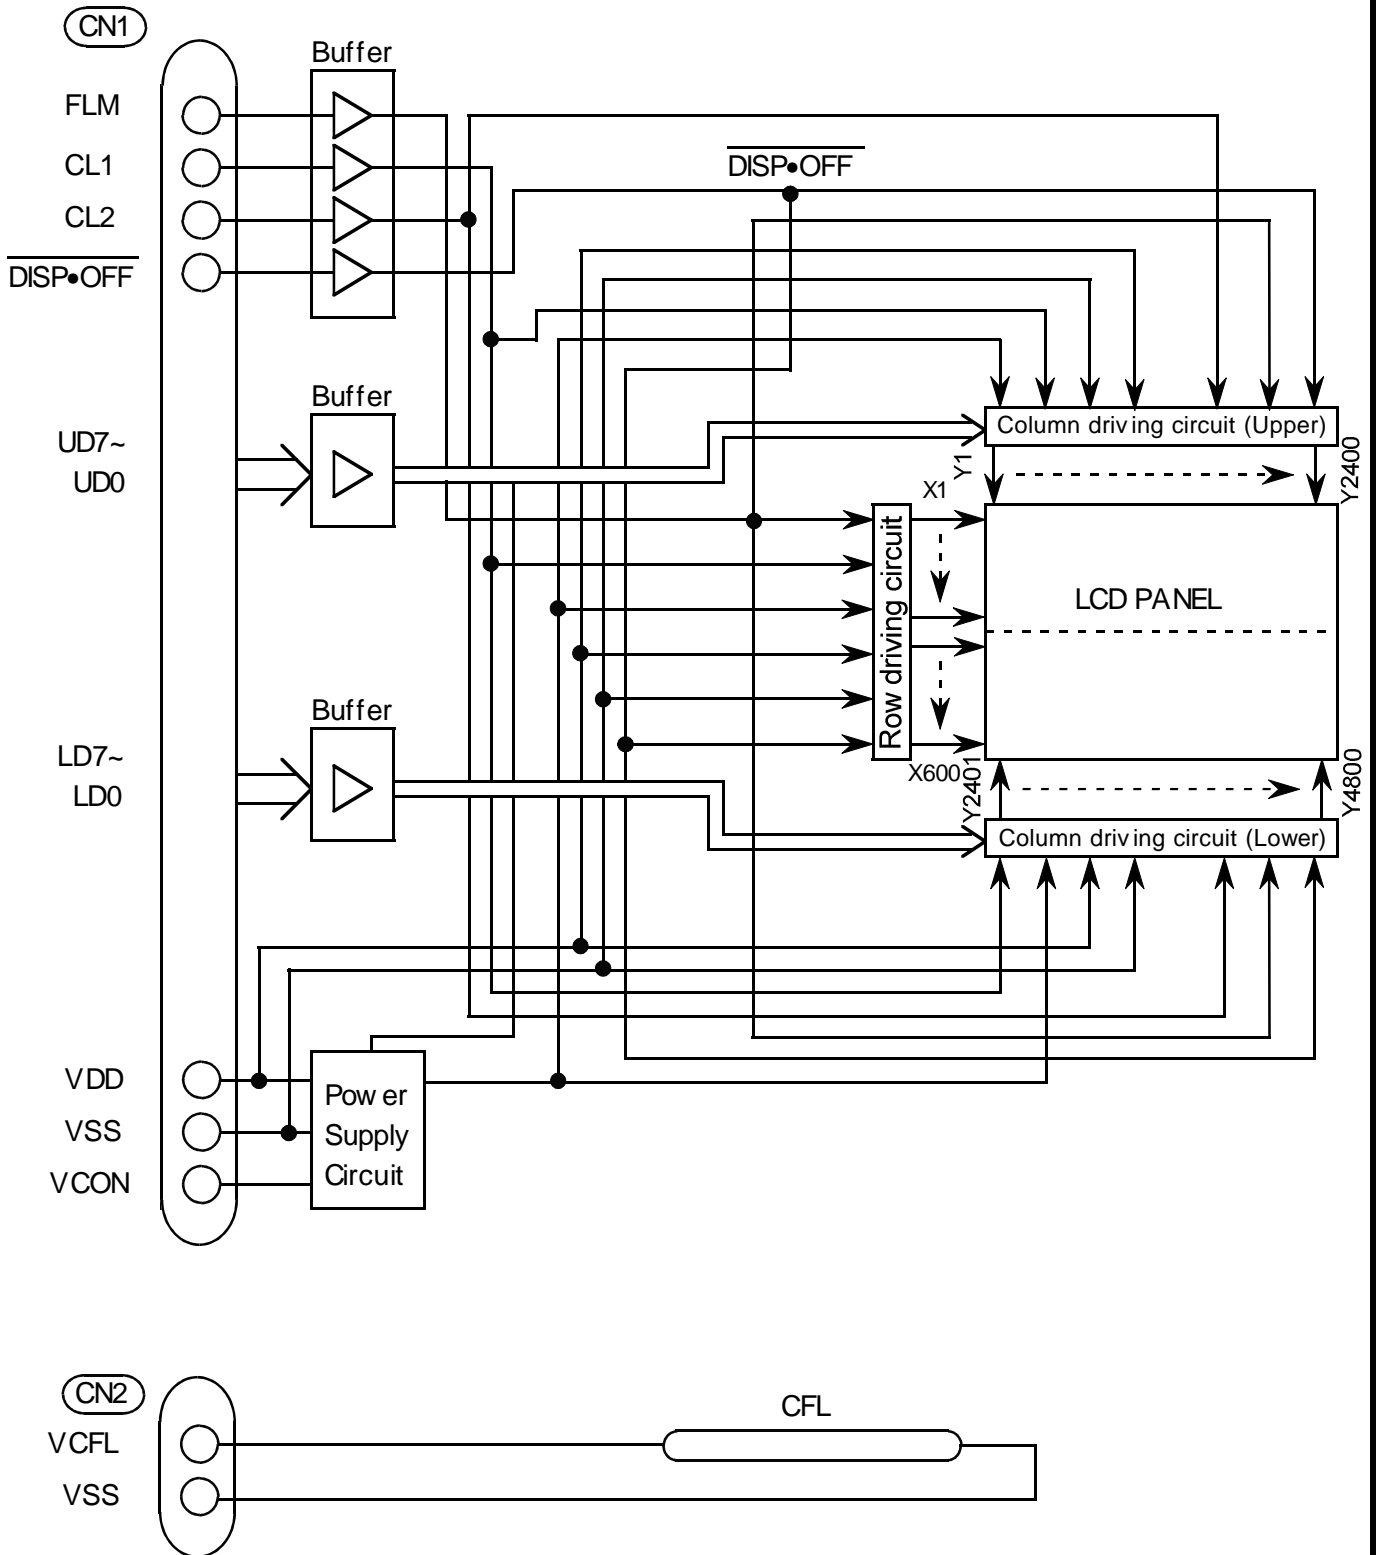 CN1
Buffer
FLM
CL1
CL2
DISP•OFF
DISP•OFF
Buffer
UD7~
UD0
Column driving circuit (Upper)
Y1
Y2400
X1
Row driving circuit
LCD PANEL
Buffer
LD7~
LD0
X600
Y2401
Y4800
Column driving circuit (Lower)
VDD
VSS
VCON
Power
Supply
Circuit
CN2
VCFL
VSS
CFL